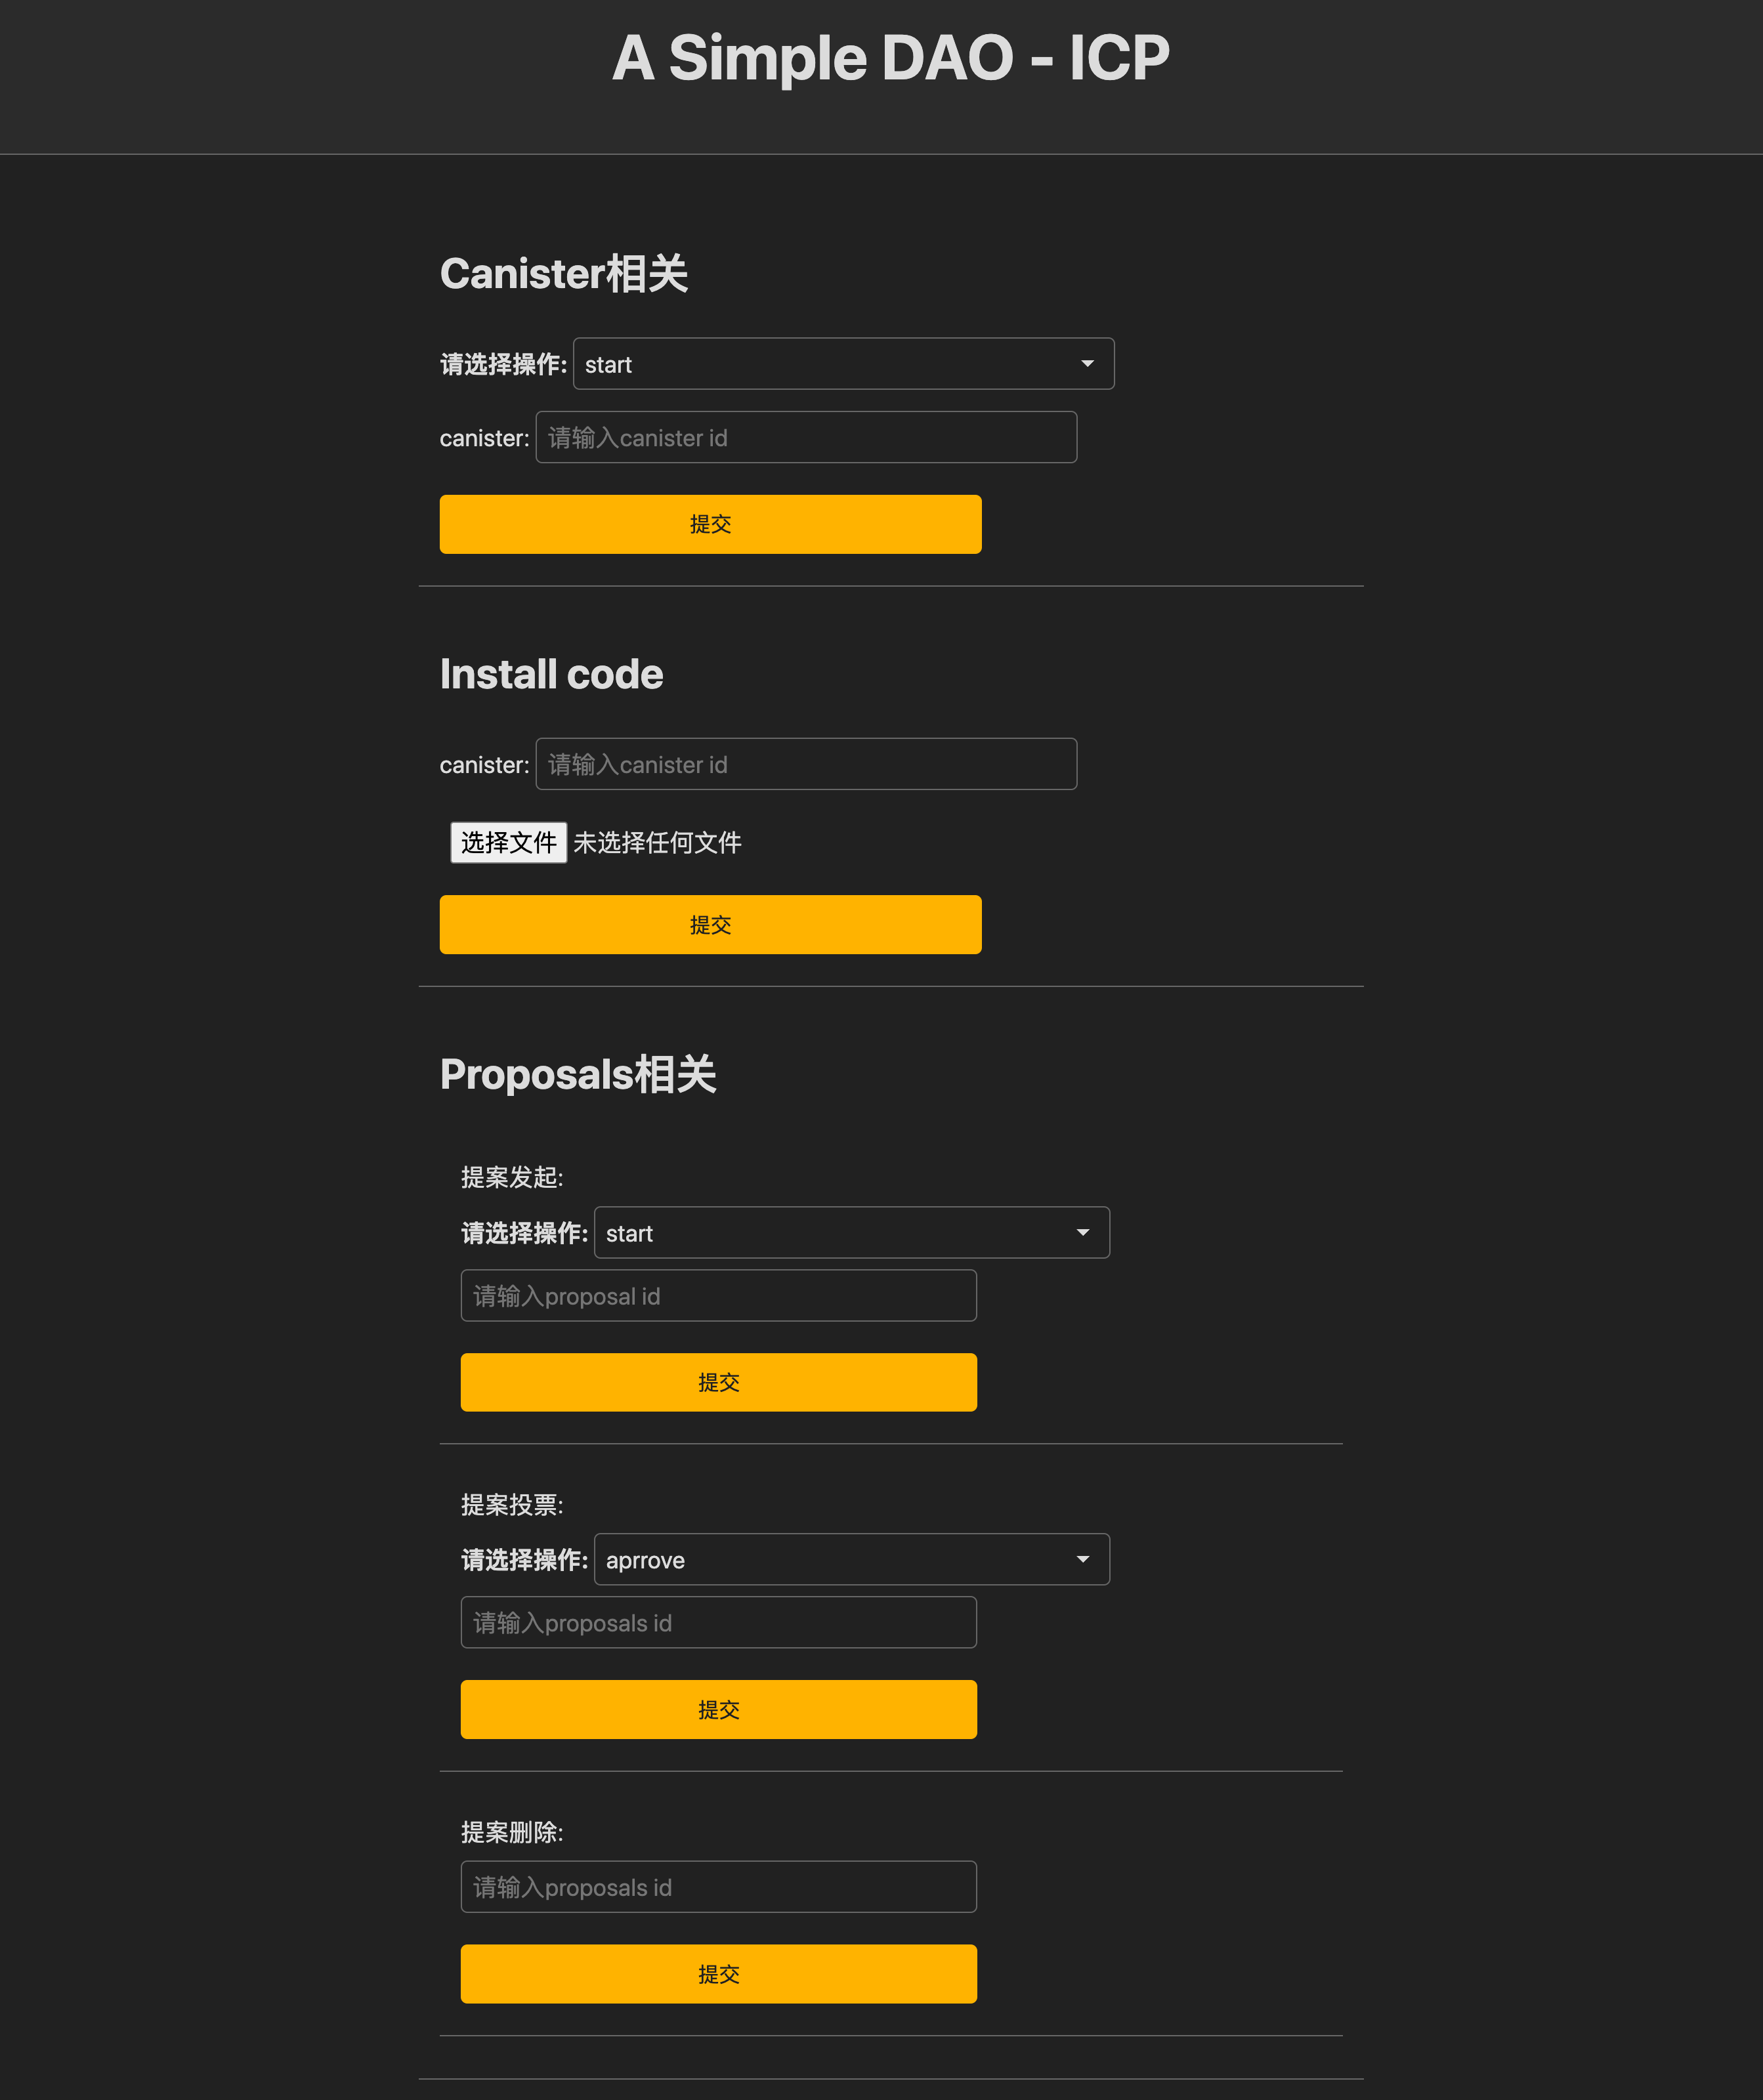 A Simple DAO - ICP
Canister相关
请选择操作: start
canister: 请输入canister id
提交
Install code
canister: 请输入canister id
选择文件 未选择任何文件
提交
Proposals相关
提案发起:
请选择操作: start
请输入proposal id
提交
提案投票:
请选择操作: aprrove
请输入proposals id
提交
提案删除:
请输入proposals id
提交